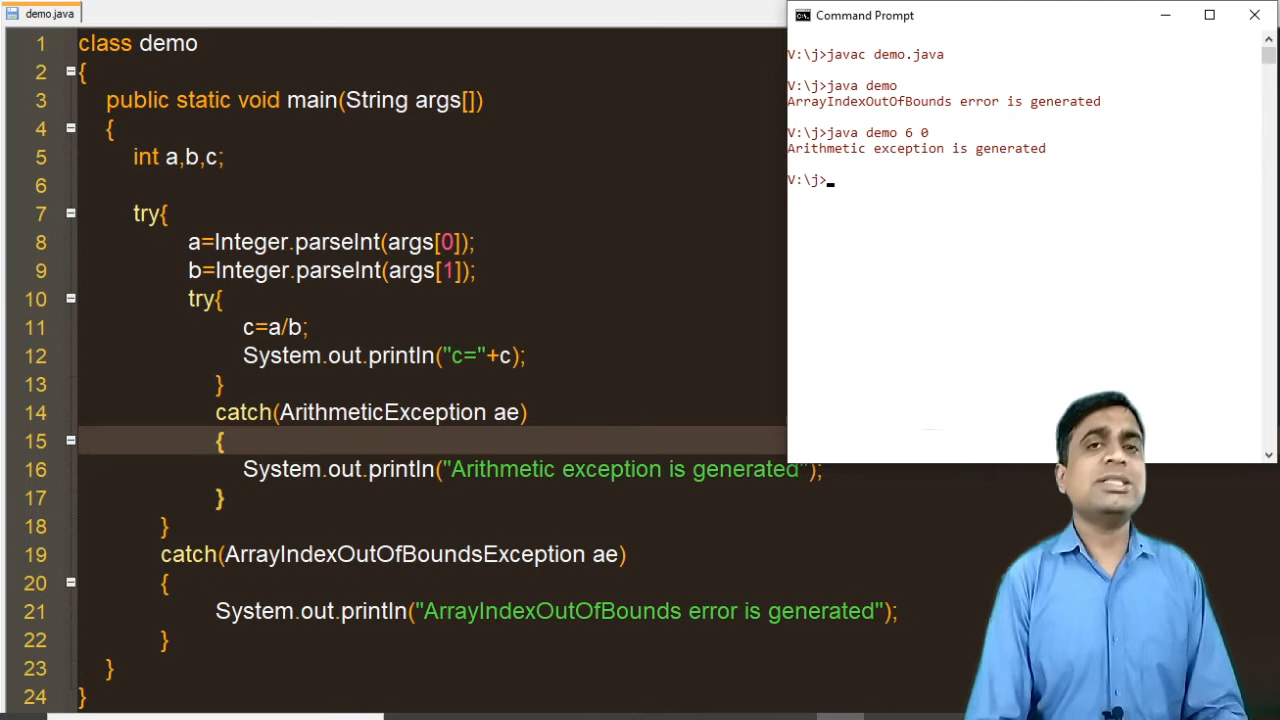 demo.java
1 class demo
2 {
3 public static void main(String args[])
4 {
5 int a,b,c;
6
7 try{
8 a=Integer.parseInt(args[0]);
9 b=Integer.parseInt(args[1]);
10 try{
11 c=a/b;
12 System.out.println("c="+c);
13 }
14 catch(ArithmeticException ae)
15 {
16 System.out.println("Arithmetic exception is generated");
17 }
18 }
19 catch(ArrayIndexOutOfBoundsException ae)
20 {
21 System.out.println("ArrayIndexOutOfBounds error is generated");
22 }
23 }
24 }
Command Prompt
V:\j>javac demo.java
V:\j>java demo
ArrayIndexOutOfBounds error is generated
V:\j>java demo 6 0
Arithmetic exception is generated
V:\j>